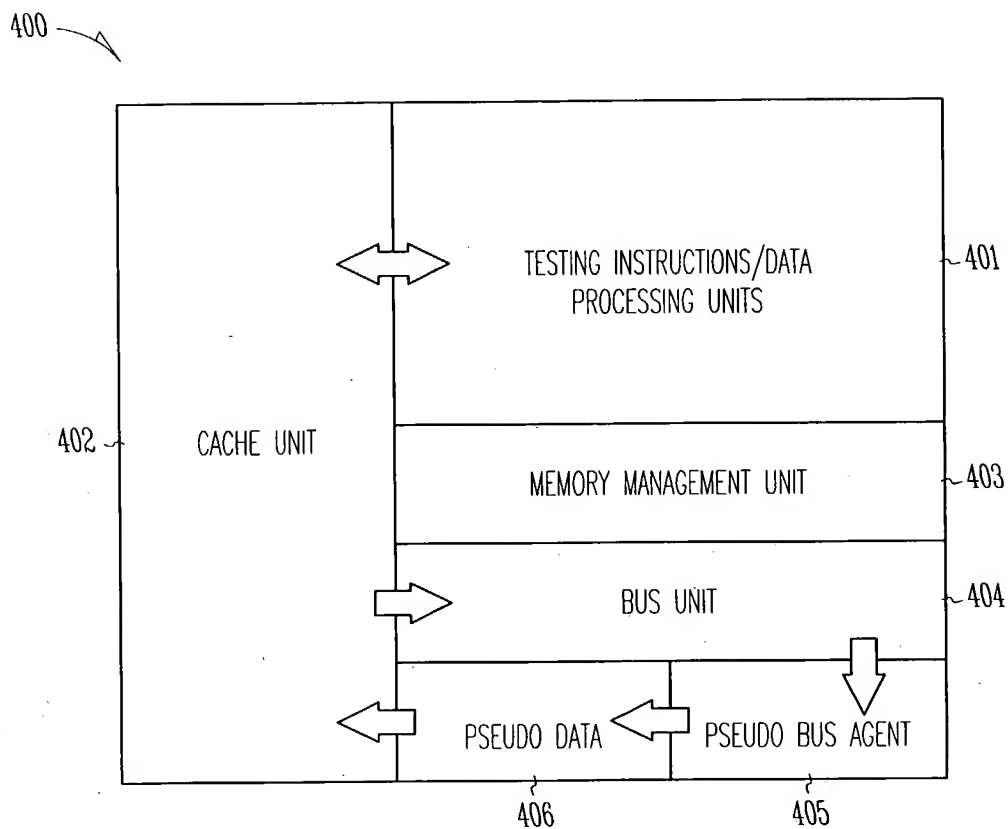 400
TESTING INSTRUCTIONS/DATA
PROCESSING UNITS
401
402
CACHE UNIT
MEMORY MANAGEMENT UNIT
403
BUS UNIT
404
PSEUDO DATA
PSEUDO BUS AGENT
406
405